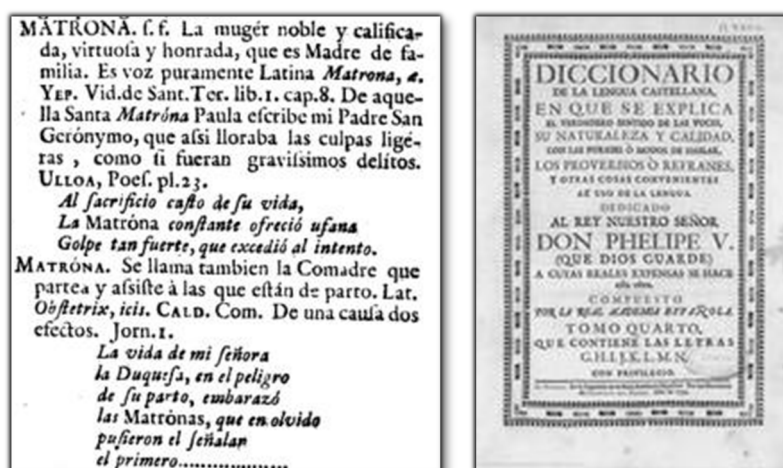 MATRONA. ſ. f. La mugér noble y califica-
da, virtuoſa y honrada, que es Madre de fa-
milia. Es voz puramente Latina Matrona, æ.
YEP. Vid. de Sant. Ter. lib. 1. cap. 8. De aque-
lla Santa Matróna Paula eſcribe mi Padre San
Gerónymo, que aſsi lloraba las culpas ligé-
ras, como ſi fueran graviſsimos delitos.
ULLOA, Poeſ. pl. 23.
Al ſacrificio caſto de ſu vida,
La Matróna conſtante ofreció ufana
Golpe tan fuerte, que excedió al intento.
MATRÓNA. Se llama tambien la Comadre que
partea y aſsiſte à las que eſtán de parto. Lat.
Obſtetrix, icis. CALD. Com. De una cauſa dos
efectos. Jorn. 1.
La vida de mi ſeñora
la Duqueſa, en el peligro
de ſu parto, embarazó
las Matrónas, que en olvido
puſieron el ſeñalar
el primero..................
DICCIONARIO
DE LA LENGUA CASTELLANA,
EN QUE SE EXPLICA
EL VERDADERO SENTIDO DE LAS VOCES,
SU NATURALEZA Y CALIDAD,
CON LAS PHRASES Ò MODOS DE HABLAR,
LOS PROVERBIOS Ò REFRANES,
Y OTRAS COSAS CONVENIENTES
AL USO DE LA LENGUA.
DEDICADO
AL REY NUESTRO SEÑOR
DON PHELIPE V.
(QUE DIOS GUARDE)
A CUYAS REALES EXPENSAS SE HACE
eſta obra.
COMPUESTO
POR LA REAL ACADEMIA ESPAÑOLA.
TOMO QUARTO.
QUE CONTIENE LAS LETRAS
G.H.I.J.K.L.M.N.
CON PRIVILEGIO.